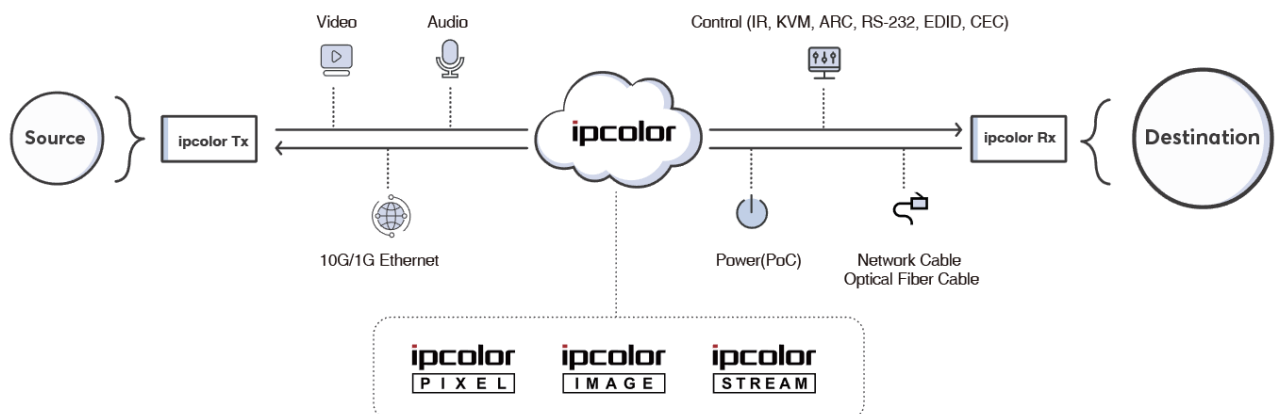 Video
Audio
Control (IR, KVM, ARC, RS-232, EDID, CEC)
Source
ipcolor Tx
ipcolor
ipcolor Rx
Destination
10G/1G Ethernet
Power(PoC)
Network Cable
Optical Fiber Cable
ipcolor
PIXEL
ipcolor
IMAGE
ipcolor
STREAM